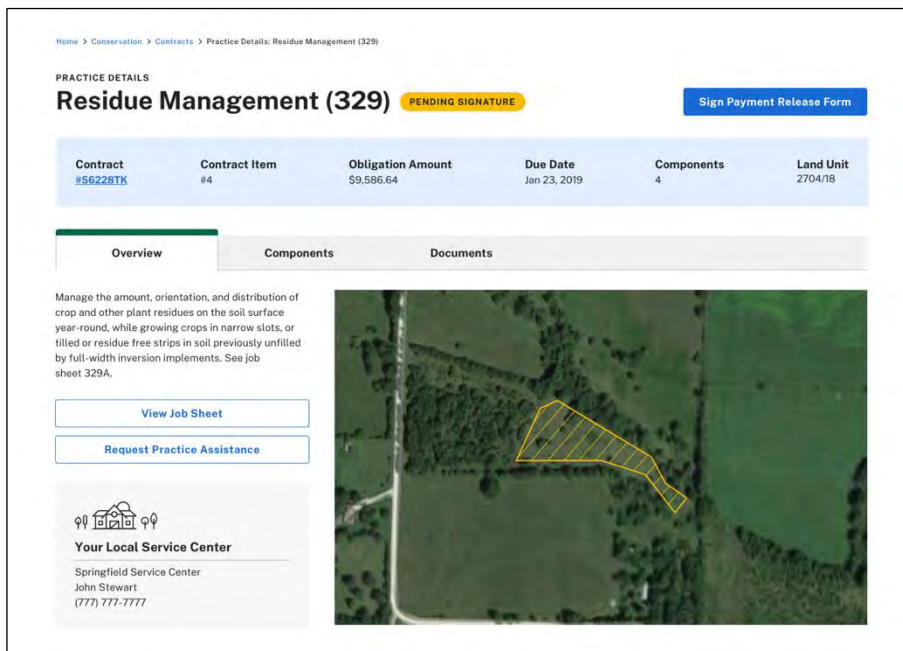 Home > Conservation > Contracts > Practice Details: Residue Management (329)
PRACTICE DETAILS
Residue Management (329) PENDING SIGNATURE
Sign Payment Release Form
Contract Contract Item Obligation Amount Due Date Components Land Unit
#56228TK #4 $9,586.64 Jan 23, 2019 4 2704/18
Overview Components Documents
Manage the amount, orientation, and distribution of
crop and other plant residues on the soil surface
year-round, while growing crops in narrow slots, or
tilled or residue free strips in soil previously unfilled
by full-width inversion implements. See job
sheet 329A.
View Job Sheet
Request Practice Assistance
Your Local Service Center
Springfield Service Center
John Stewart
(777) 777-7777